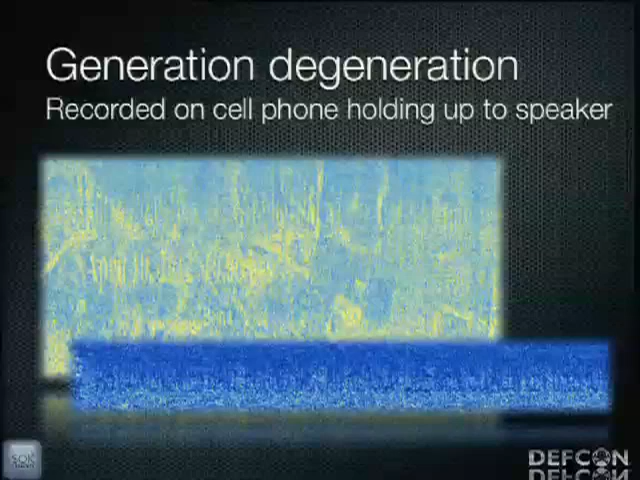 Generation degeneration
Recorded on cell phone holding up to speaker
DEFCON